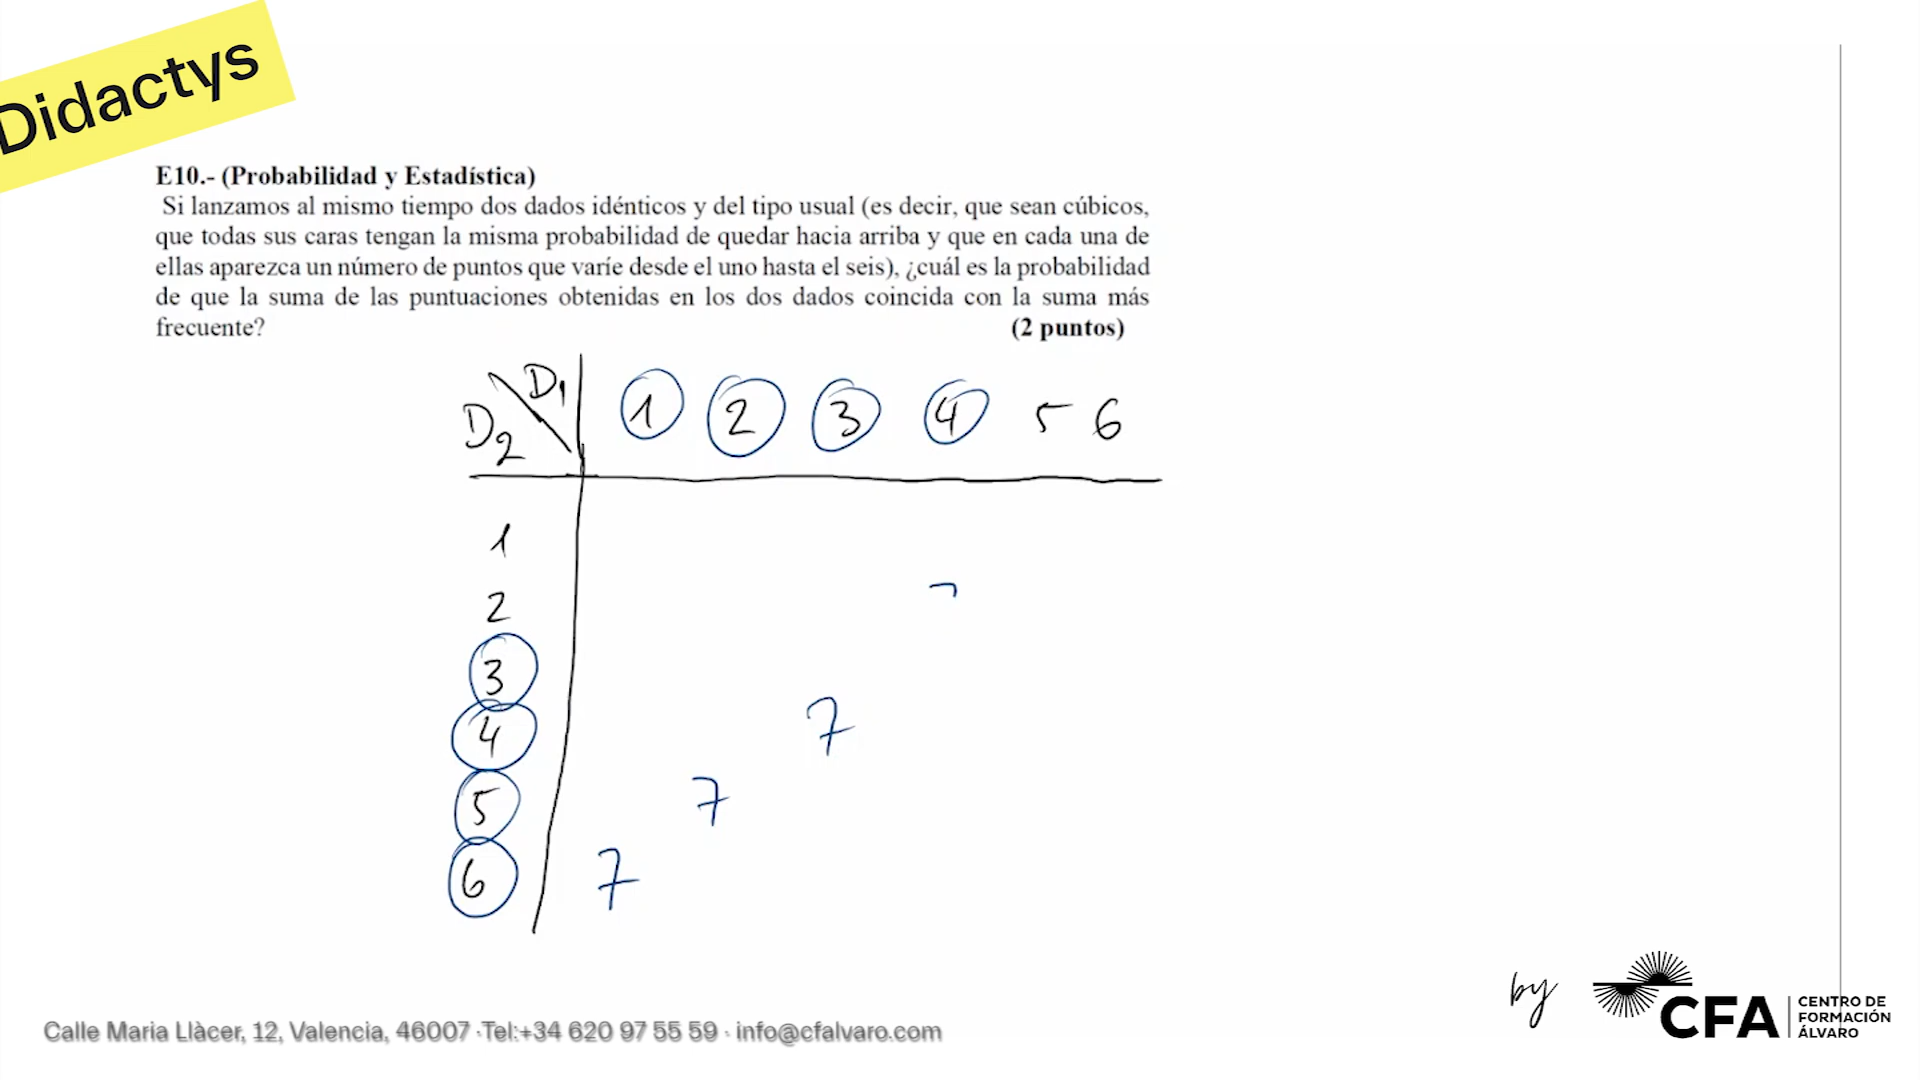 Didactys
E10.- (Probabilidad y Estadística)
Si lanzamos al mismo tiempo dos dados idénticos y del tipo usual (es decir, que sean cúbicos,
que todas sus caras tengan la misma probabilidad de quedar hacia arriba y que en cada una de
ellas aparezca un número de puntos que varíe desde el uno hasta el seis), ¿cuál es la probabilidad
de que la suma de las puntuaciones obtenidas en los dos dados coincida con la suma más
frecuente? (2 puntos)
D2 \ D1 1 2 3 4 5 6
1
2
3
4 7
5 7
6 7
by
CFA
CENTRO DE
FORMACIÓN
ÁLVARO
Calle Maria Llàcer, 12, Valencia, 46007 · Tel:+34 620 97 55 59 · info@cfalvaro.com